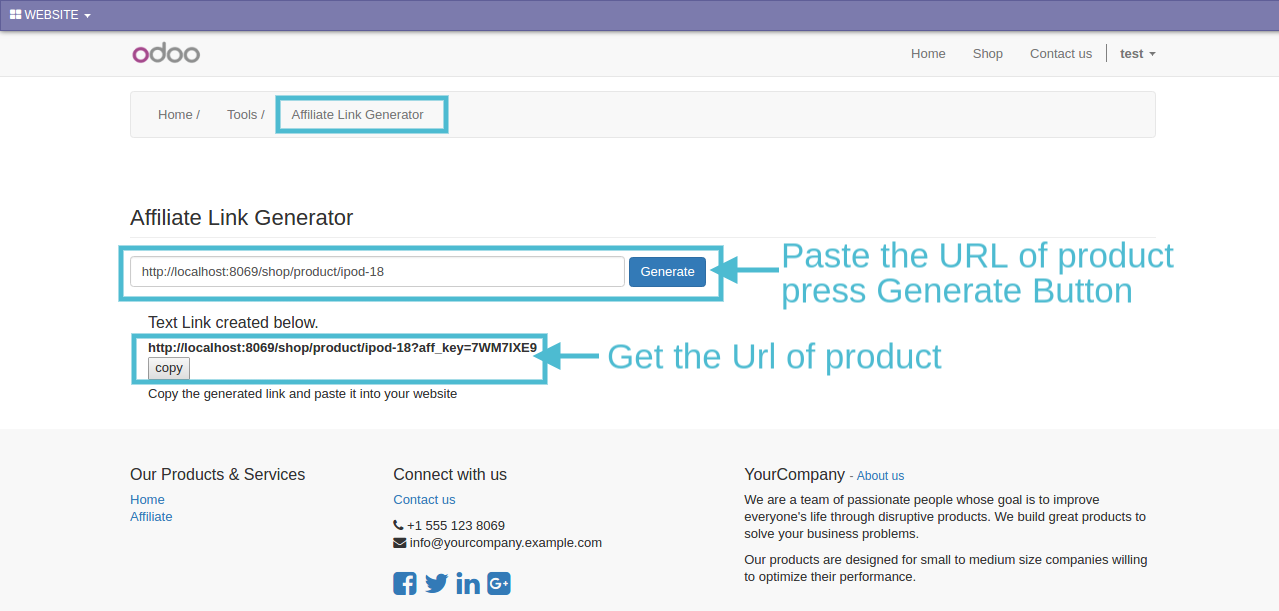 WEBSITE
odoo
Home Shop Contact us test
Home / Tools / Affiliate Link Generator
Affiliate Link Generator
http://localhost:8069/shop/product/ipod-18 Generate
Paste the URL of product
press Generate Button
Text Link created below.
http://localhost:8069/shop/product/ipod-18?aff_key=7WM7IXE9
copy
Get the Url of product
Copy the generated link and paste it into your website
Our Products & Services
Home
Affiliate
Connect with us
Contact us
+1 555 123 8069
info@yourcompany.example.com
YourCompany - About us
We are a team of passionate people whose goal is to improve
everyone's life through disruptive products. We build great products to
solve your business problems.
Our products are designed for small to medium size companies willing
to optimize their performance.